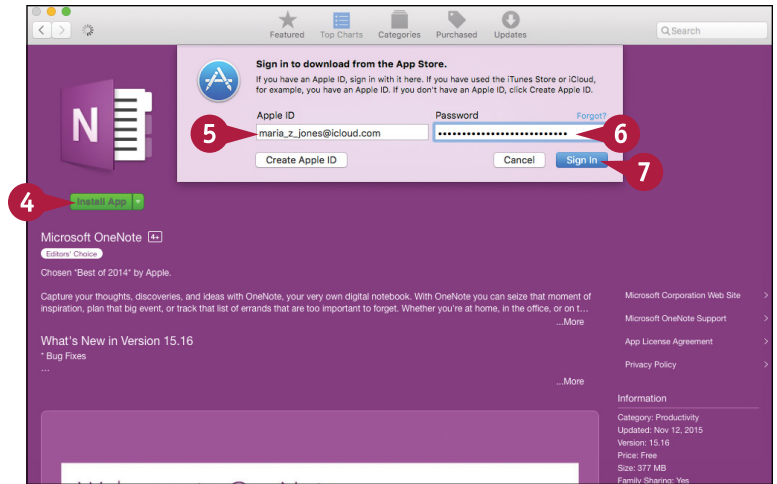 Featured Top Charts Categories Purchased Updates
Search
Sign in to download from the App Store.
If you have an Apple ID, sign in with it here. If you have used the iTunes Store or iCloud,
for example, you have an Apple ID. If you don't have an Apple ID, click Create Apple ID.
Apple ID Password Forgot?
5 maria_z_jones@icloud.com •••••••••••••••••••••••••• 6
Create Apple ID Cancel Sign In
7
N
4 Install App
Microsoft OneNote 4+
Editors' Choice
Chosen "Best of 2014" by Apple.
Capture your thoughts, discoveries, and ideas with OneNote, your very own digital notebook. With OneNote you can seize that moment of
inspiration, plan that big event, or track that list of errands that are too important to forget. Whether you're at home, in the office, or on t...
...More
What's New in Version 15.16
* Bug Fixes
...
...More
Microsoft Corporation Web Site
Microsoft OneNote Support
App License Agreement
Privacy Policy
Information
Category: Productivity
Updated: Nov 12, 2015
Version: 15.16
Price: Free
Size: 377 MB
Family Sharing: Yes